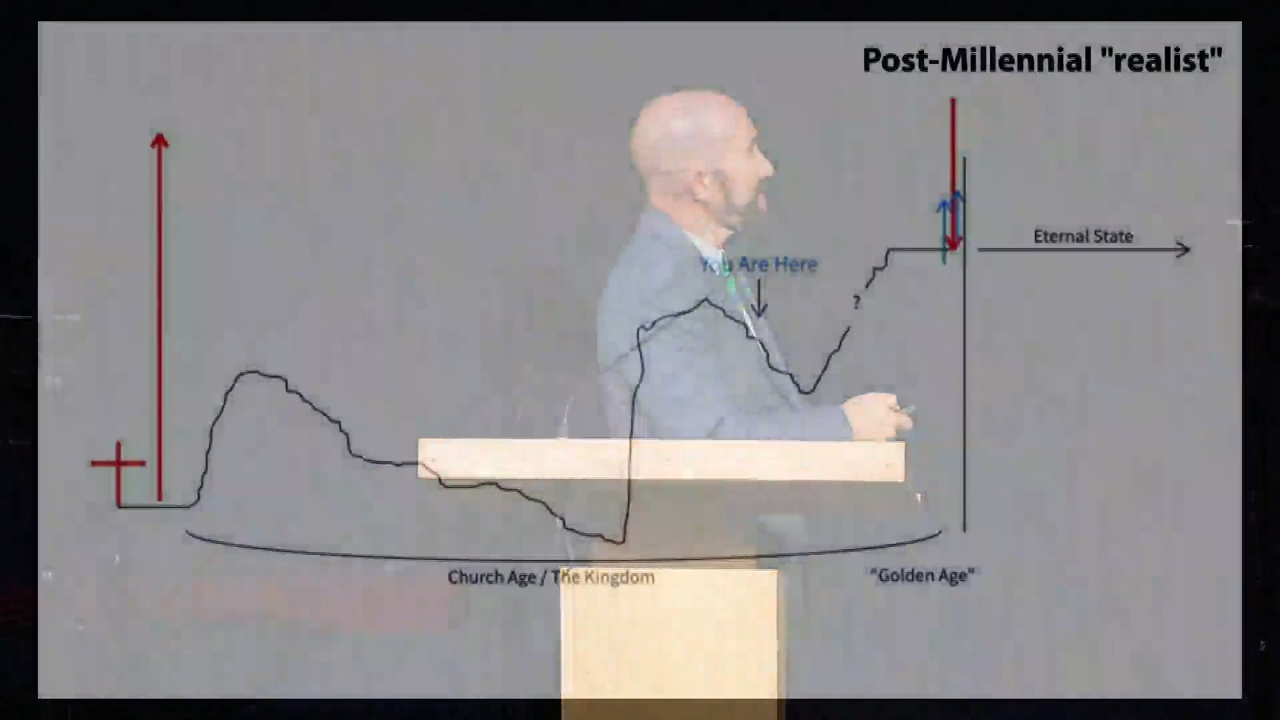 Post-Millennial "realist"
Eternal State
You Are Here
?
Church Age / The Kingdom
"Golden Age"